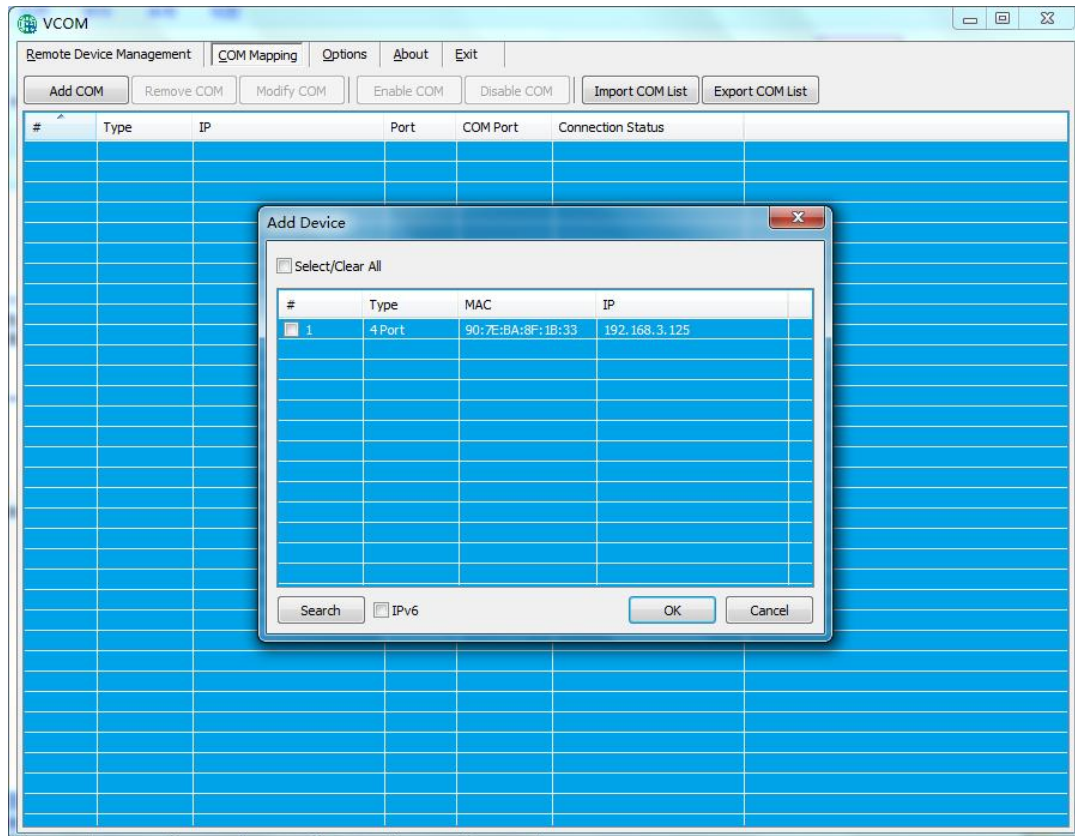 VCOM
Remote Device Management COM Mapping Options About Exit
Add COM Remove COM Modify COM Enable COM Disable COM Import COM List Export COM List
# Type IP Port COM Port Connection Status
Add Device
Select/Clear All
# Type MAC IP
1 4 Port 90:7E:BA:8F:1B:33 192.168.3.125
Search IPv6 OK Cancel